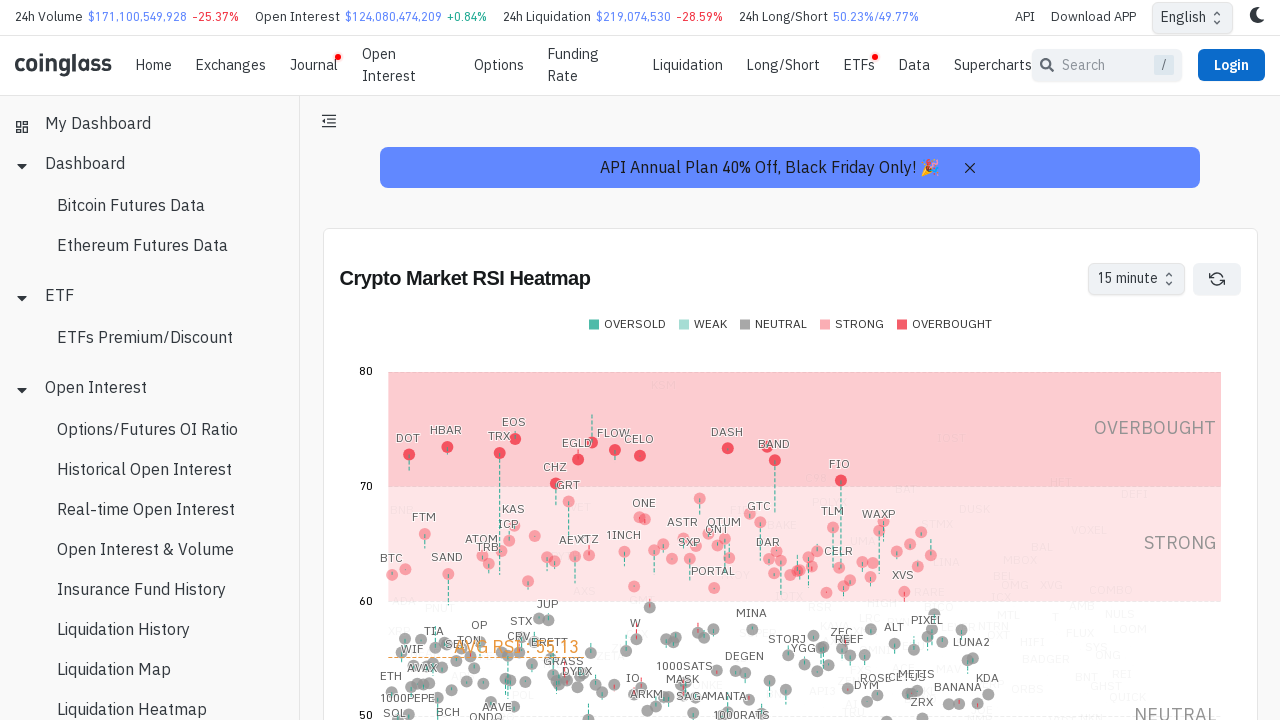 24h Volume $171,100,549,928 -25.37% Open Interest $124,080,474,209 +0.84% 24h Liquidation $219,074,530 -28.59% 24h Long/Short 50.23%/49.77% API Download APP English
coinglass Home Exchanges Journal Open Interest Options Funding Rate Liquidation Long/Short ETFs Data Supercharts Search / Login
My Dashboard
Dashboard
Bitcoin Futures Data
Ethereum Futures Data
ETF
ETFs Premium/Discount
Open Interest
Options/Futures OI Ratio
Historical Open Interest
Real-time Open Interest
Open Interest & Volume
Insurance Fund History
Liquidation History
Liquidation Map
Liquidation Heatmap
API Annual Plan 40% Off, Black Friday Only! 🎉
Crypto Market RSI Heatmap
15 minute
OVERSOLD WEAK NEUTRAL STRONG OVERBOUGHT
80
OVERBOUGHT
EOS
HBAR
DOT
TRX
FLOW
EGLD
CELO
DASH
BAND
CHZ
FIO
70
GRT
ONE
GTC
KAS
FTM
ICP
ASTR
QTUM
QNT
TLM
WAXP
STRONG
ATOM
TRB
XTZ
1INCH
SXP
DAR
CELR
BTC
SAND
PORTAL
XVS
60
JUP
MINA
STX
OP
W
PIXEL
TIA
CRV
TON
ALT
ZEC
STORJ
REEF
WIF
BRETT
LUNA2
AVG RSI : 55.13
YGG
GRASS
DEGEN
AVAX
DYDX
1000SATS
ETH
IO
MASK
ROSE
METIS
KDA
DYM
BANANA
1000PEPE
ARKM
SAGA
MANTA
ZRX
AAVE
SOL
BCH
ONDO
1000RATS
50
NEUTRAL